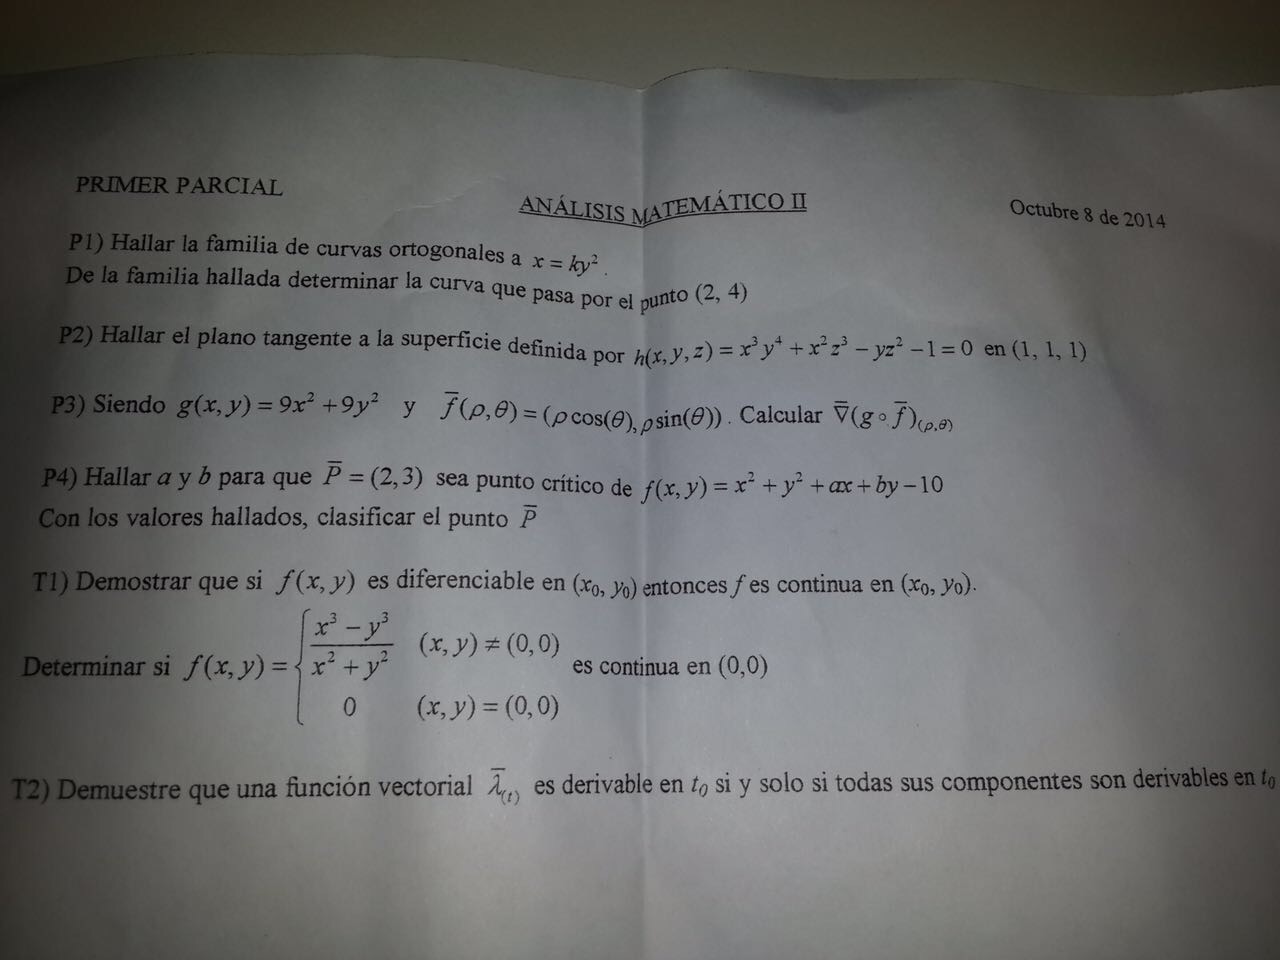 PRIMER PARCIAL
ANÁLISIS MATEMÁTICO II
Octubre 8 de 2014
P1) Hallar la familia de curvas ortogonales a x = ky².
De la familia hallada determinar la curva que pasa por el punto (2, 4)
P2) Hallar el plano tangente a la superficie definida por h(x, y, z) = x³y⁴ + x²z³ − yz² −1 = 0 en (1, 1, 1)
P3) Siendo g(x, y) = 9x² + 9y² y f̅(ρ,θ) = (ρcos(θ), ρsin(θ)). Calcular ∇̅(g∘f̅)(ρ,θ)
P4) Hallar a y b para que P̅ = (2,3) sea punto crítico de f(x, y) = x² + y² + ax + by −10
Con los valores hallados, clasificar el punto P̅
T1) Demostrar que si f(x, y) es diferenciable en (x₀, y₀) entonces f es continua en (x₀, y₀).
Determinar si f(x, y) = { (x³ − y³)/(x² + y²) (x, y) ≠ (0,0) es continua en (0,0)
0 (x, y) = (0,0)
T2) Demuestre que una función vectorial λ̅(t) es derivable en t₀ si y solo si todas sus componentes son derivables en t₀